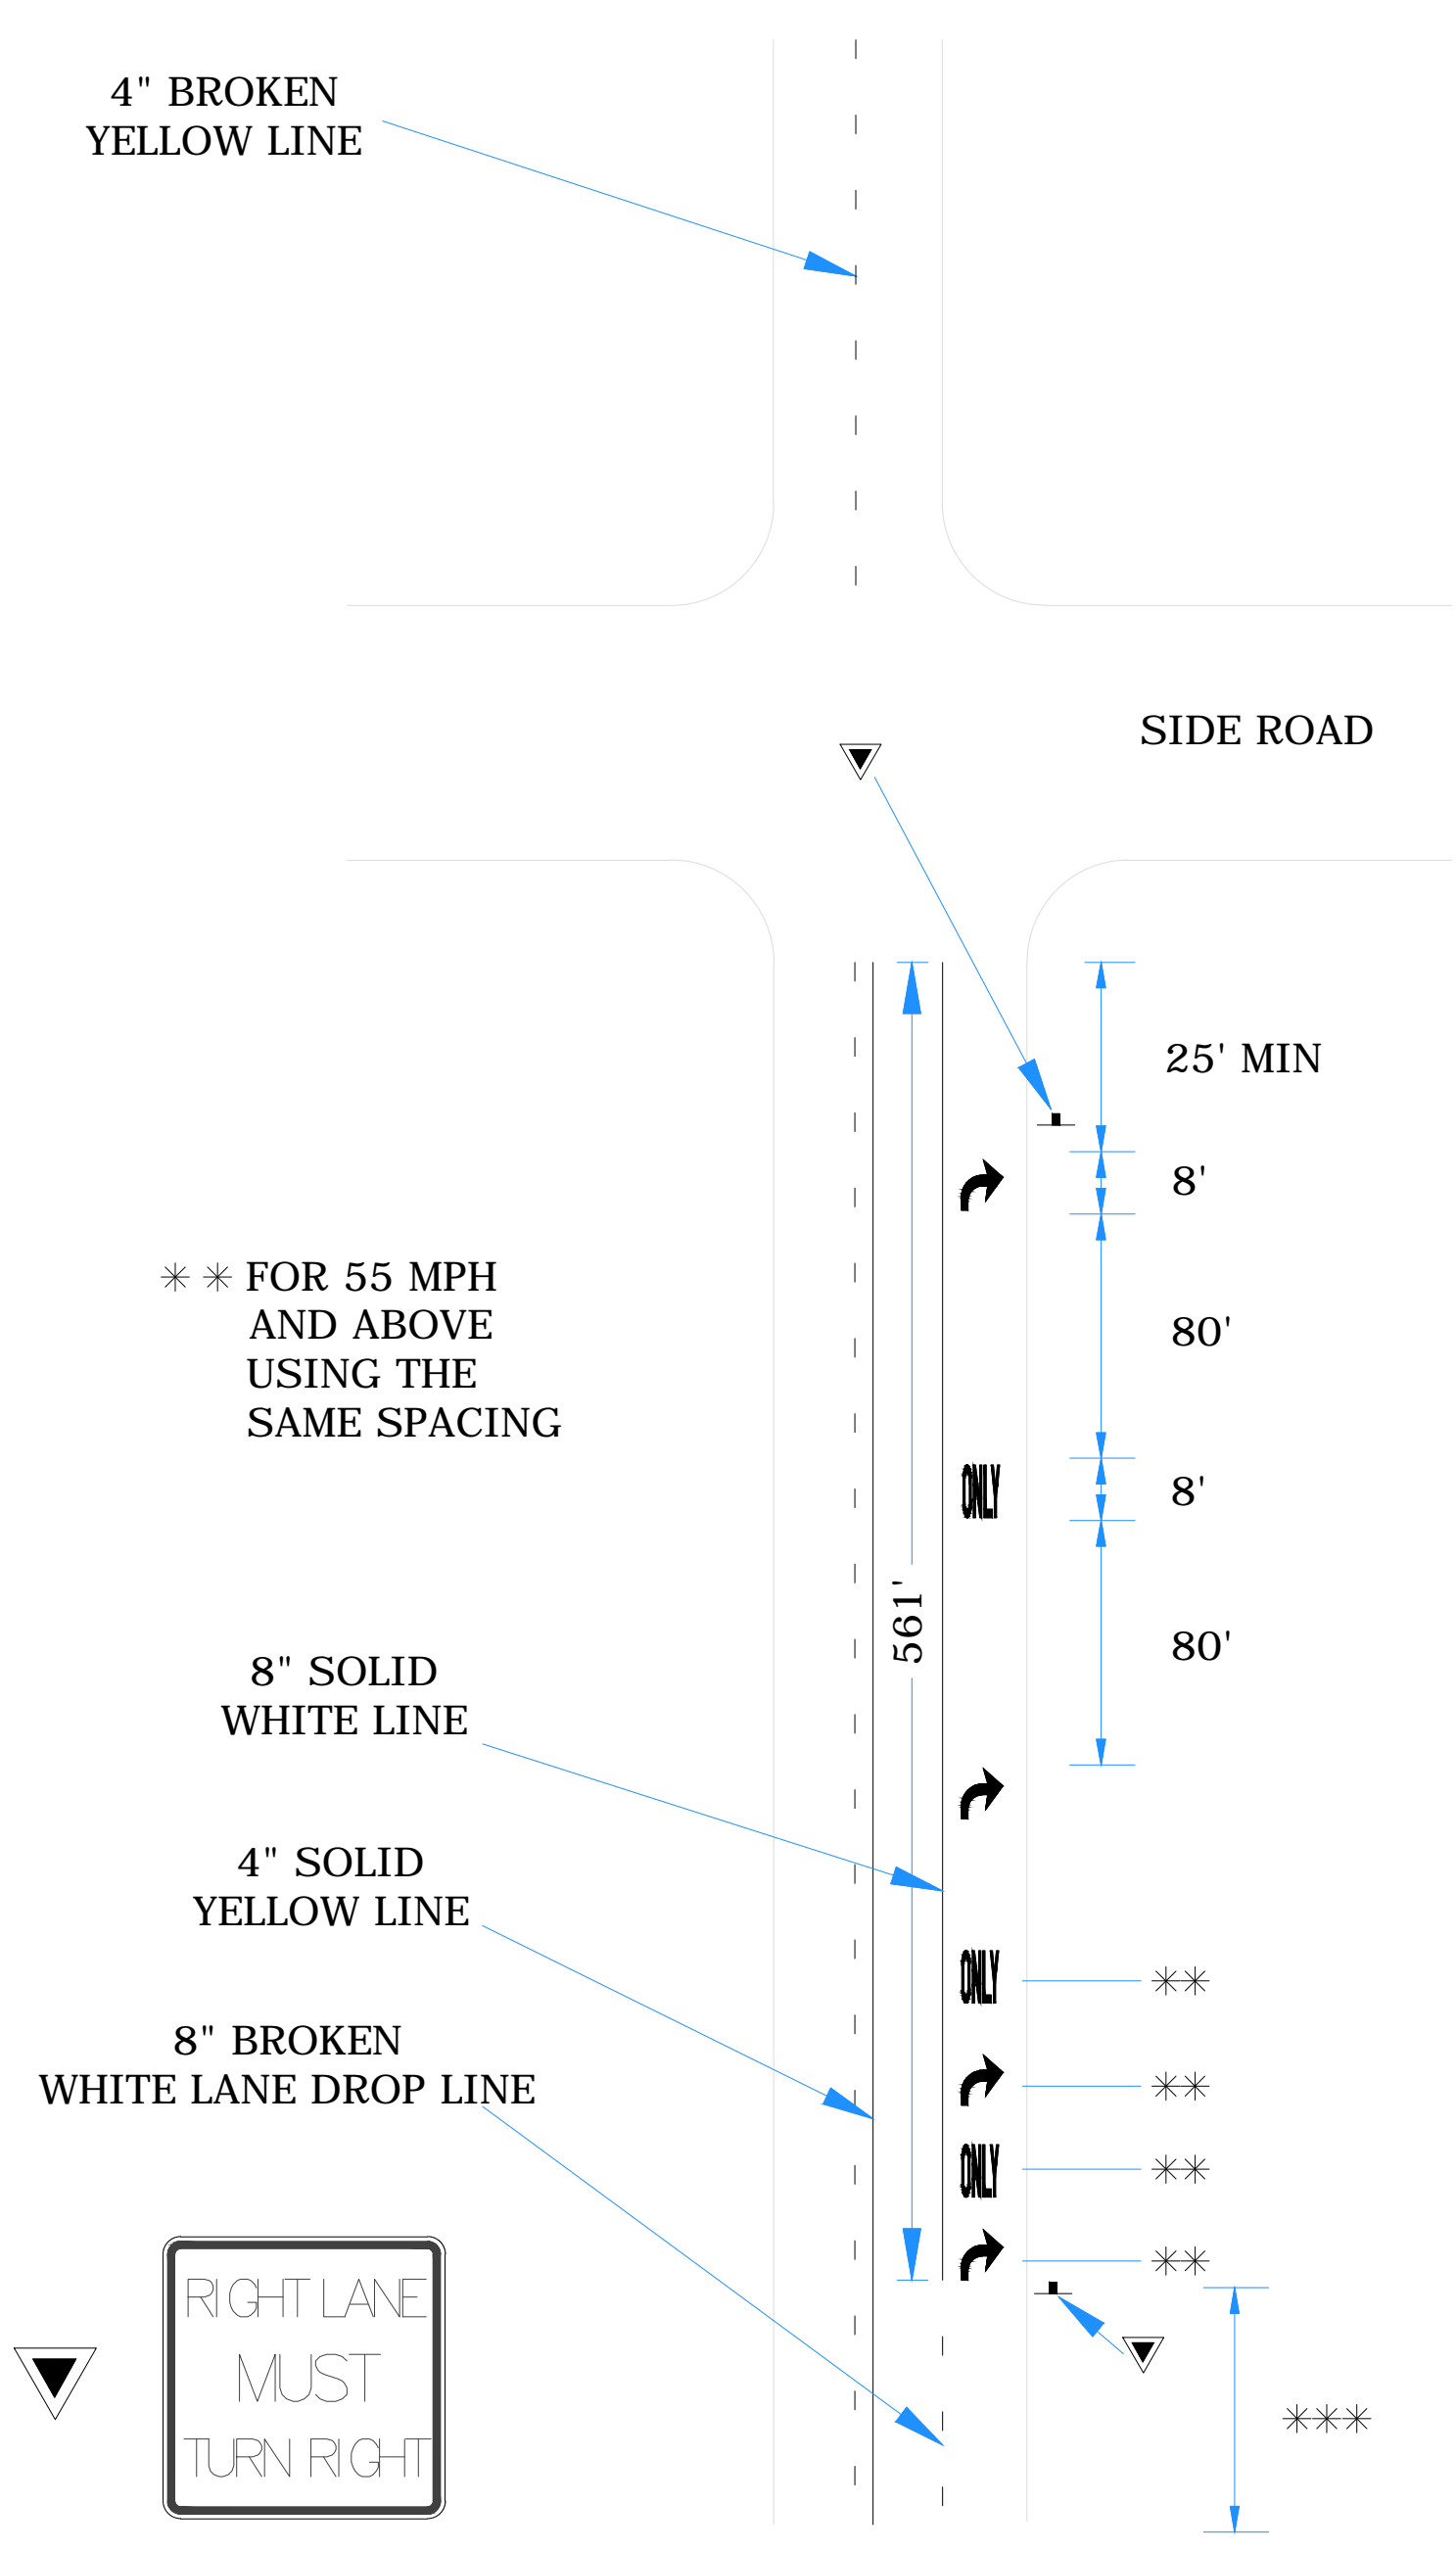 4" BROKEN
YELLOW LINE
SIDE ROAD
25' MIN
8'
** FOR 55 MPH
AND ABOVE
USING THE
SAME SPACING
80'
ONLY
8'
561'
80'
8" SOLID
WHITE LINE
4" SOLID
YELLOW LINE
ONLY
**
8" BROKEN
WHITE LANE DROP LINE
**
ONLY
**
**
RIGHT LANE
MUST
TURN RIGHT
***